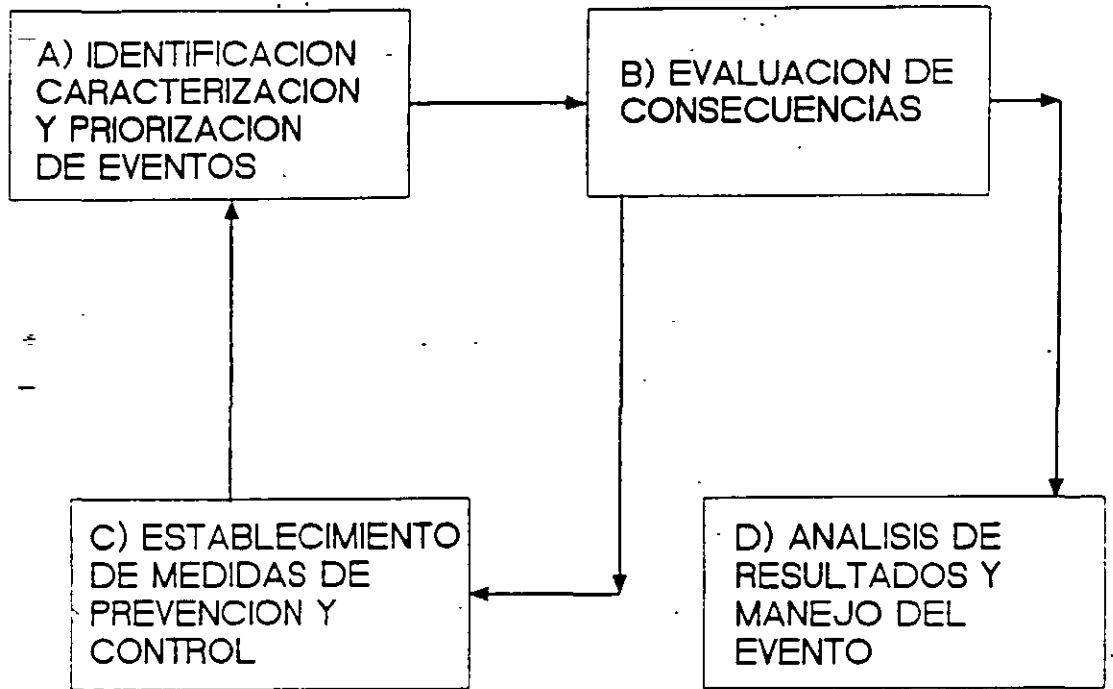 A) IDENTIFICACION
CARACTERIZACION
Y PRIORIZACION
DE EVENTOS
B) EVALUACION DE
CONSECUENCIAS
C) ESTABLECIMIENTO
DE MEDIDAS DE
PREVENCION Y
CONTROL
D) ANALISIS DE
RESULTADOS Y
MANEJO DEL
EVENTO